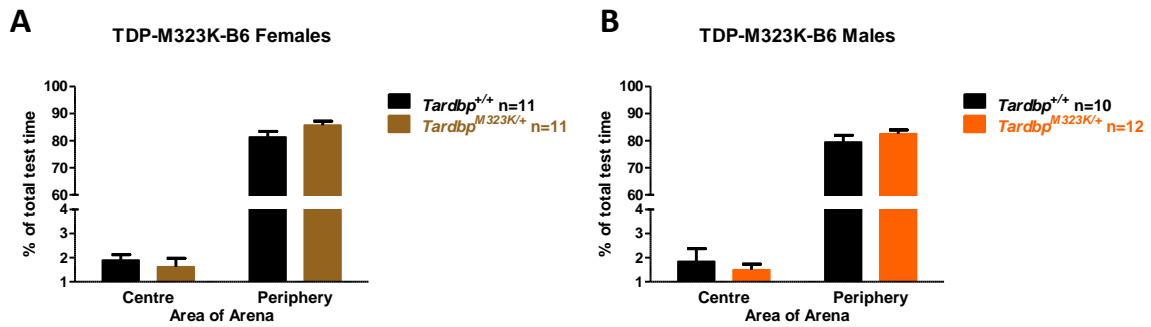 A
TDP-M323K-B6 Females
% of total test time
100
90
80
70
60
4
3
2
1
Centre
Periphery
Area of Arena
Tardbp+/+ n=11
TardbpM323K/+ n=11
B
TDP-M323K-B6 Males
% of total test time
100
90
80
70
60
4
3
2
1
Centre
Periphery
Area of Arena
Tardbp+/+ n=10
TardbpM323K/+ n=12